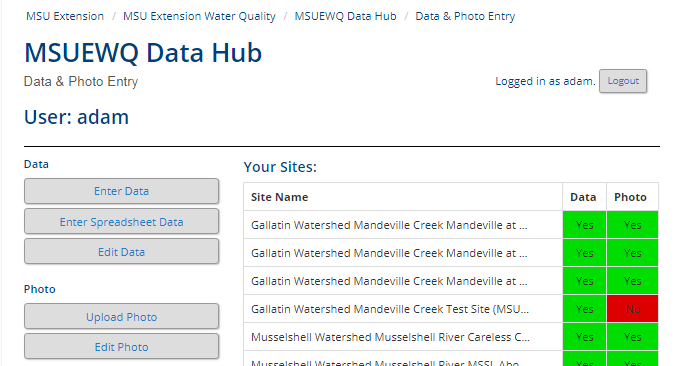 MSU Extension / MSU Extension Water Quality / MSUEWQ Data Hub / Data & Photo Entry
MSUEWQ Data Hub
Data & Photo Entry
Logged in as adam. Logout
User: adam
Data
Enter Data
Enter Spreadsheet Data
Edit Data
Photo
Upload Photo
Edit Photo
Your Sites:
Site Name Data Photo
Gallatin Watershed Mandeville Creek Mandeville at ... Yes Yes
Gallatin Watershed Mandeville Creek Mandeville at ... Yes Yes
Gallatin Watershed Mandeville Creek Mandeville at ... Yes Yes
Gallatin Watershed Mandeville Creek Test Site (MSU... Yes No
Musselshell Watershed Musselshell River Careless C... Yes Yes
Musselshell Watershed Musselshell River MSSL Abo... Yes Yes